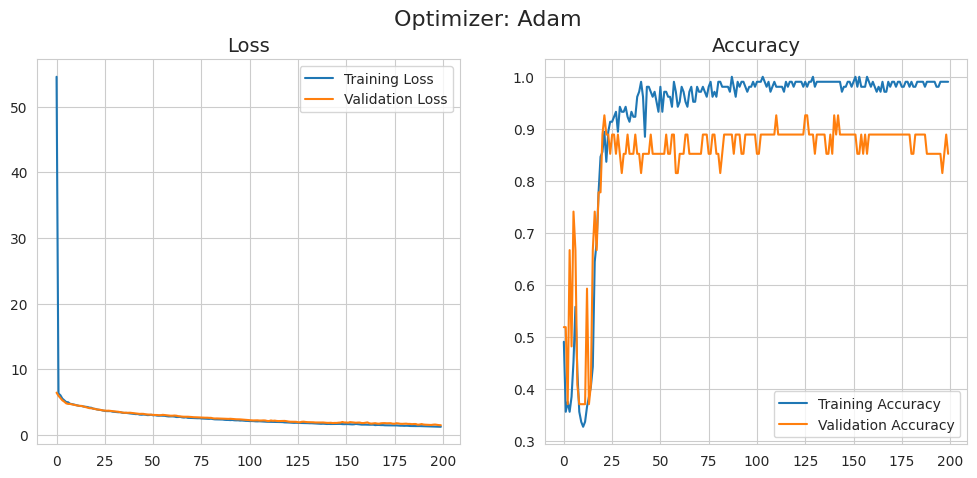 Optimizer: Adam
Loss
Training Loss
Validation Loss
50
40
30
20
10
0
0 25 50 75 100 125 150 175 200
Accuracy
1.0
0.9
0.8
0.7
0.6
0.5
0.4
0.3
Training Accuracy
Validation Accuracy
0 25 50 75 100 125 150 175 200